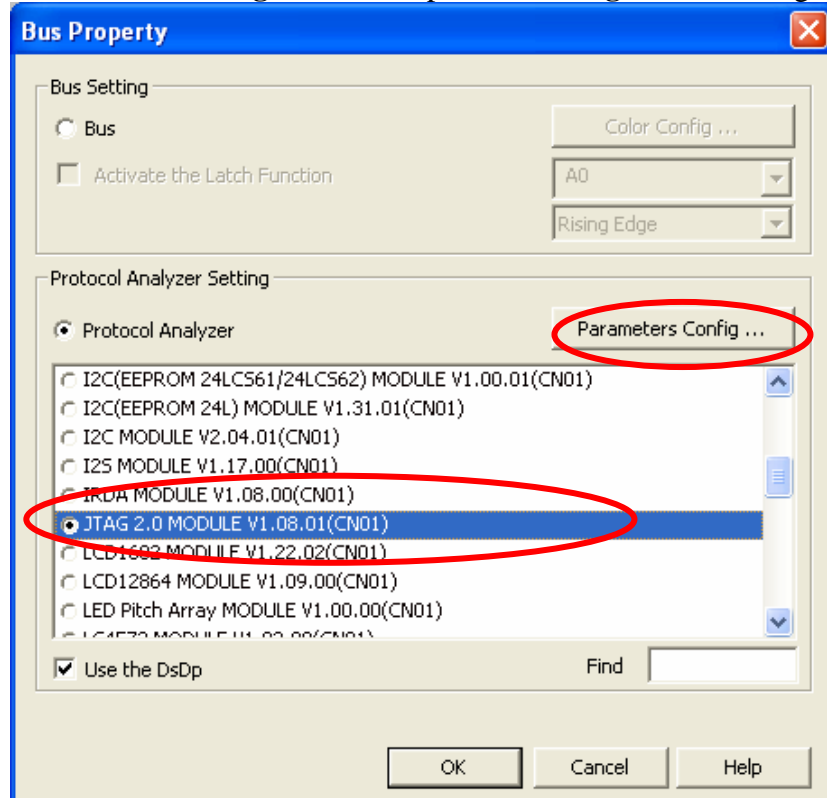 Bus Property
Bus Setting
Bus
Color Config ...
Activate the Latch Function
A0
Rising Edge
Protocol Analyzer Setting
Protocol Analyzer
Parameters Config ...
I2C(EEPROM 24LCS61/24LCS62) MODULE V1.00.01(CN01)
I2C(EEPROM 24L) MODULE V1.31.01(CN01)
I2C MODULE V2.04.01(CN01)
I2S MODULE V1.17.00(CN01)
IRDA MODULE V1.08.00(CN01)
JTAG 2.0 MODULE V1.08.01(CN01)
LCD1602 MODULE V1.22.02(CN01)
LCD12864 MODULE V1.09.00(CN01)
LED Pitch Array MODULE V1.00.00(CN01)
Use the DsDp
Find
OK
Cancel
Help